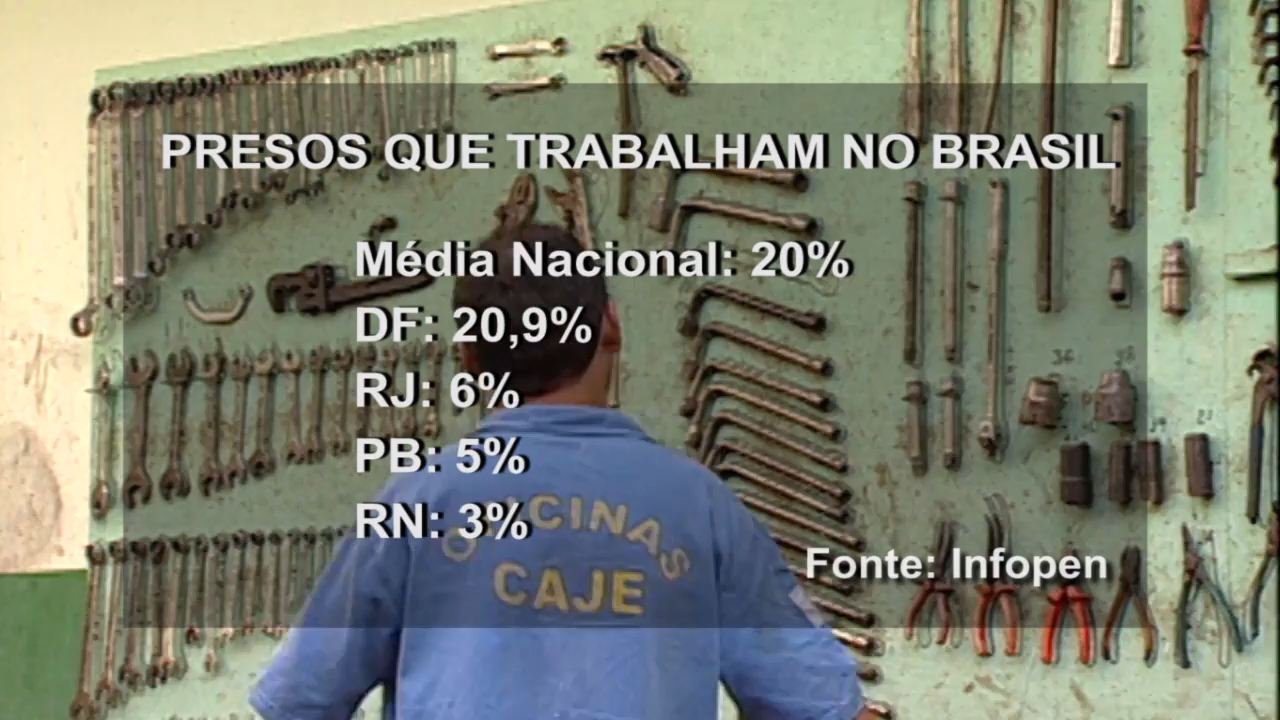 PRESOS QUE TRABALHAM NO BRASIL
Média Nacional: 20%
DF: 20,9%
RJ: 6%
PB: 5%
RN: 3%
OFICINAS
CAJE
Fonte: Infopen